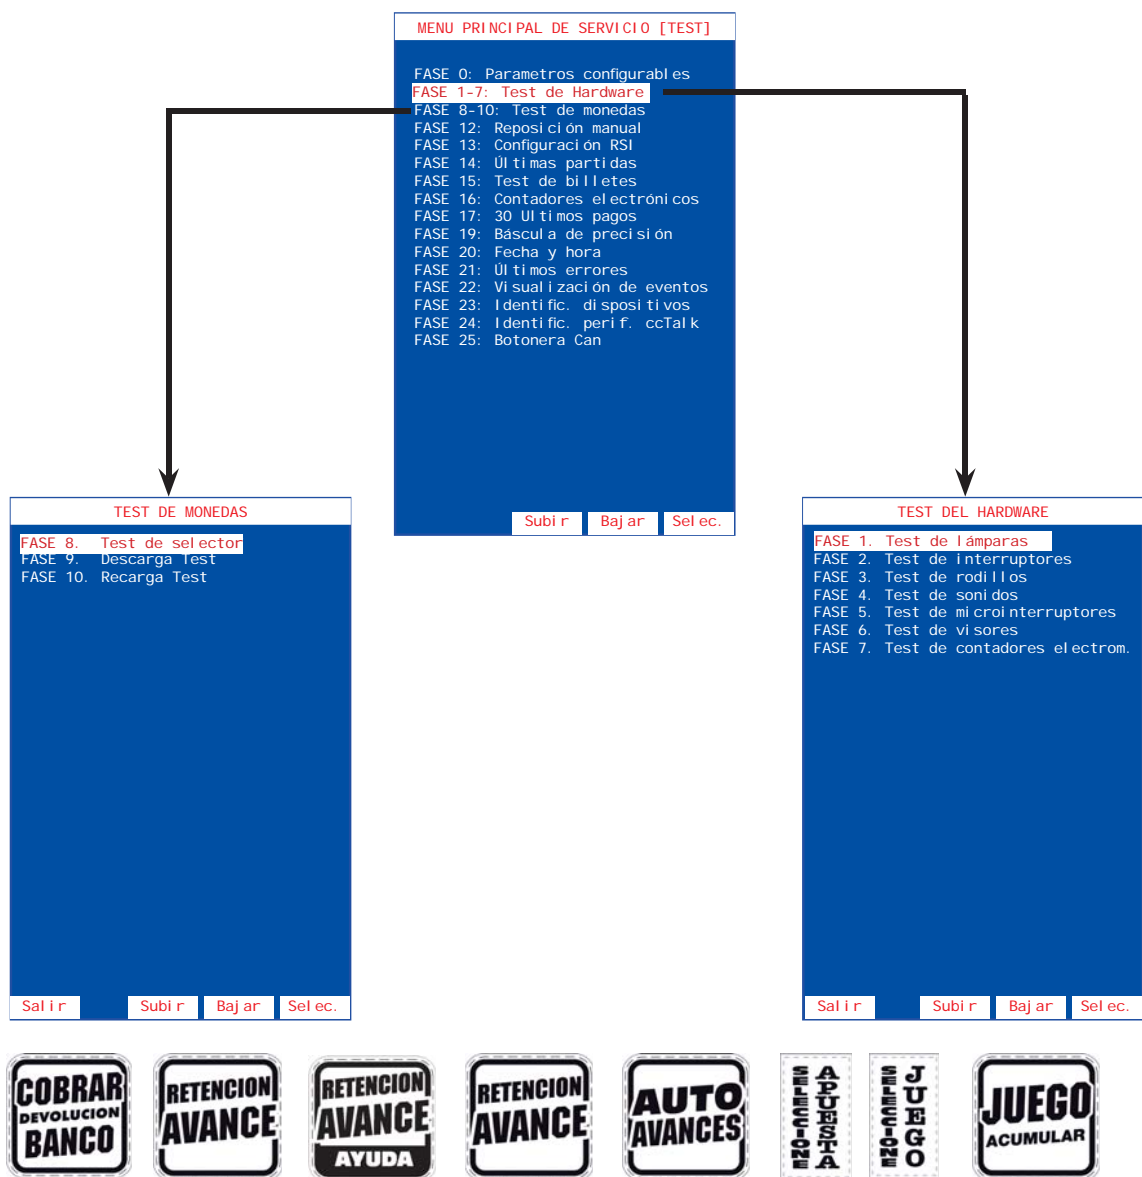 MENU PRINCIPAL DE SERVICIO [TEST]
FASE 0: Parametros configurables
FASE 1-7: Test de Hardware
FASE 8-10: Test de monedas
FASE 12: Reposición manual
FASE 13: Configuración RSI
FASE 14: Últimas partidas
FASE 15: Test de billetes
FASE 16: Contadores electrónicos
FASE 17: 30 Ultimos pagos
FASE 19: Báscula de precisión
FASE 20: Fecha y hora
FASE 21: Últimos errores
FASE 22: Visualización de eventos
FASE 23: Identific. dispositivos
FASE 24: Identific. perif. ccTalk
FASE 25: Botonera Can
Subir Bajar Selec.
TEST DE MONEDAS
FASE 8. Test de selector
FASE 9. Descarga Test
FASE 10. Recarga Test
Salir Subir Bajar Selec.
TEST DEL HARDWARE
FASE 1. Test de lámparas
FASE 2. Test de interruptores
FASE 3. Test de rodillos
FASE 4. Test de sonidos
FASE 5. Test de microinterruptores
FASE 6. Test de visores
FASE 7. Test de contadores electrom.
Salir Subir Bajar Selec.
COBRAR
DEVOLUCION
BANCO
RETENCION
AVANCE
RETENCION
AVANCE
AYUDA
RETENCION
AVANCE
AUTO
AVANCES
SELECCIONE
APUESTA
SELECCIONE
JUEGO
JUEGO
ACUMULAR